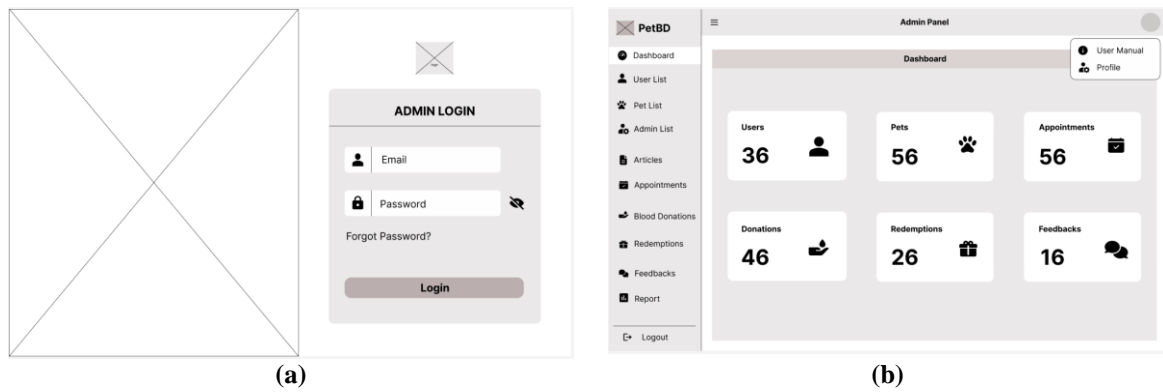 ADMIN LOGIN
Email
Password
Forgot Password?
Login
(a)
PetBD
Dashboard
User List
Pet List
Admin List
Articles
Appointments
Blood Donations
Redemptions
Feedbacks
Report
Logout
Admin Panel
User Manual
Profile
Dashboard
Users
36
Pets
56
Appointments
56
Donations
46
Redemptions
26
Feedbacks
16
(b)